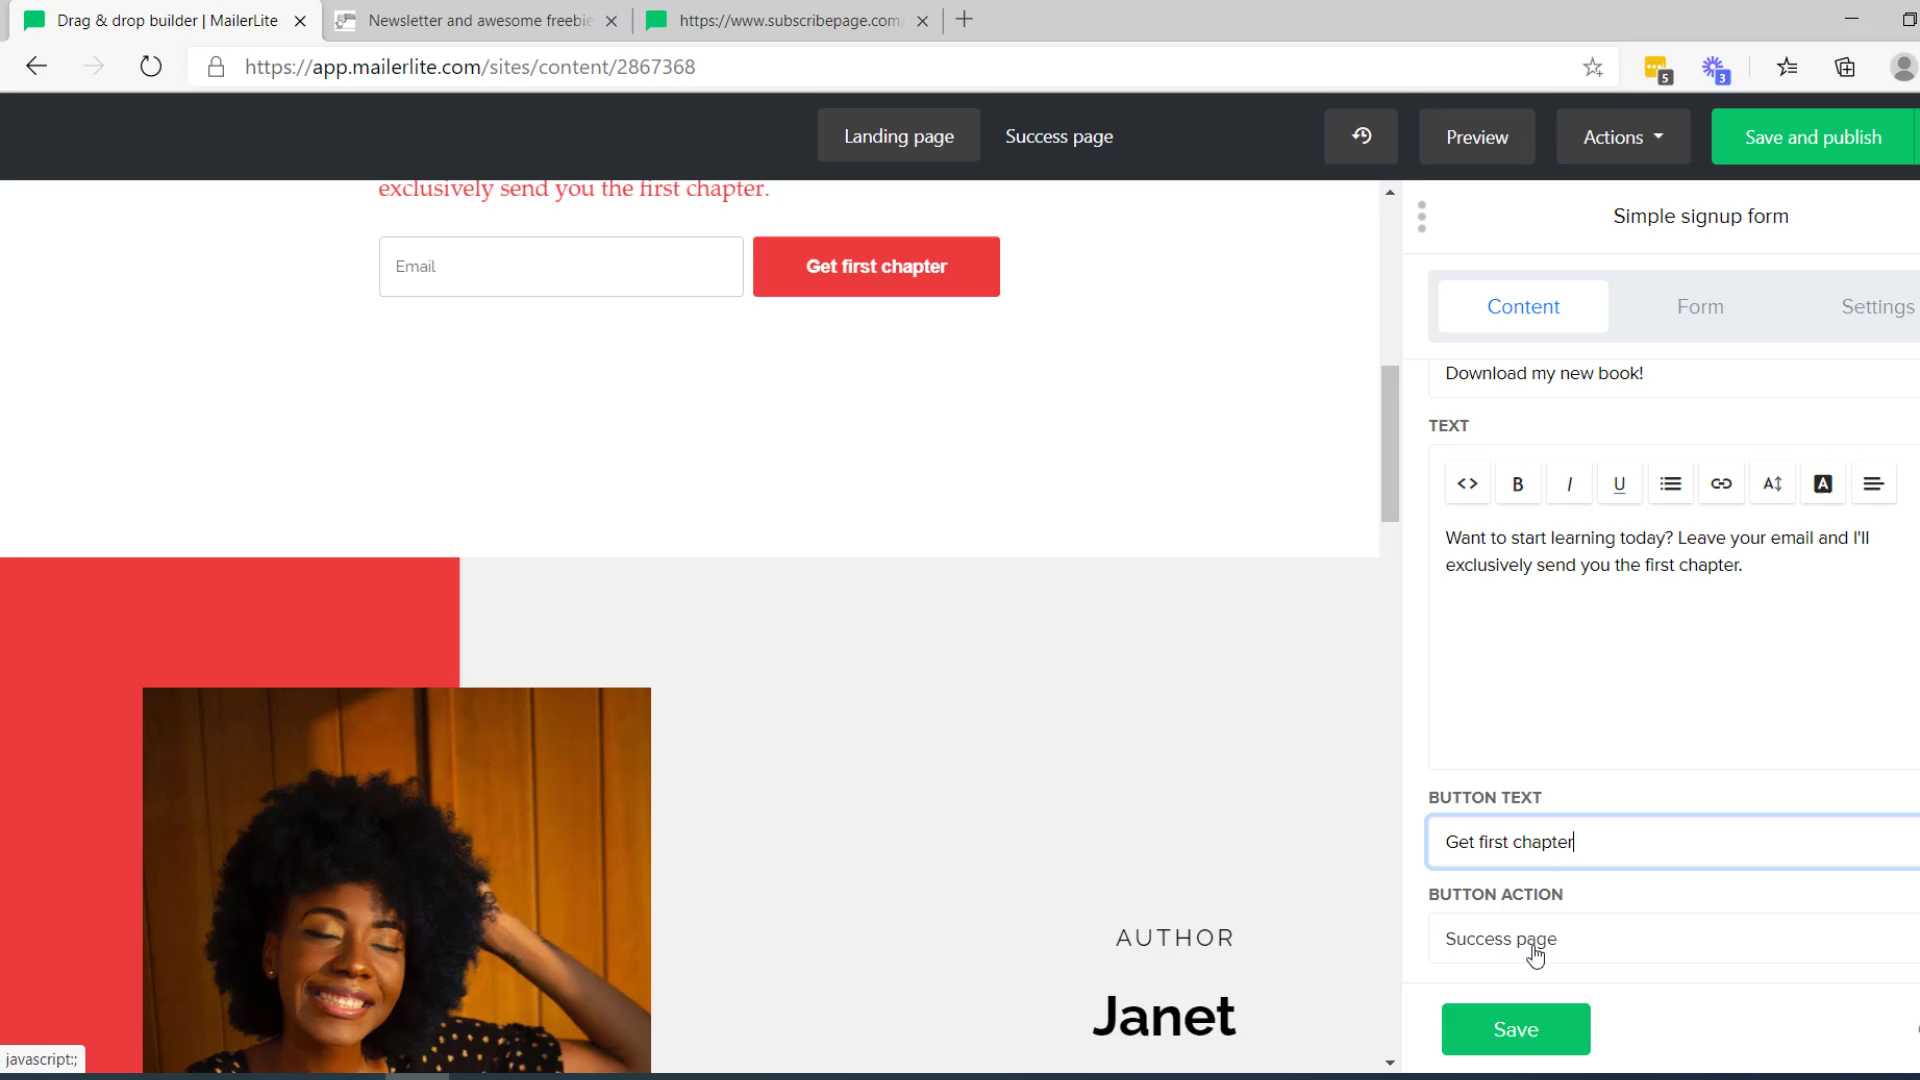 Drag & drop builder | MailerLite
Newsletter and awesome freebie
https://www.subscribepage.com/
https://app.mailerlite.com/sites/content/2867368
5
3
Landing page
Success page
Preview
Actions
Save and publish
exclusively send you the first chapter.
Email
Get first chapter
AUTHOR
Janet
Simple signup form
Content
Form
Settings
Download my new book!
TEXT
<> B I U A A
Want to start learning today? Leave your email and I'll
exclusively send you the first chapter.
BUTTON TEXT
Get first chapter
BUTTON ACTION
Success page
Save
javascript:;